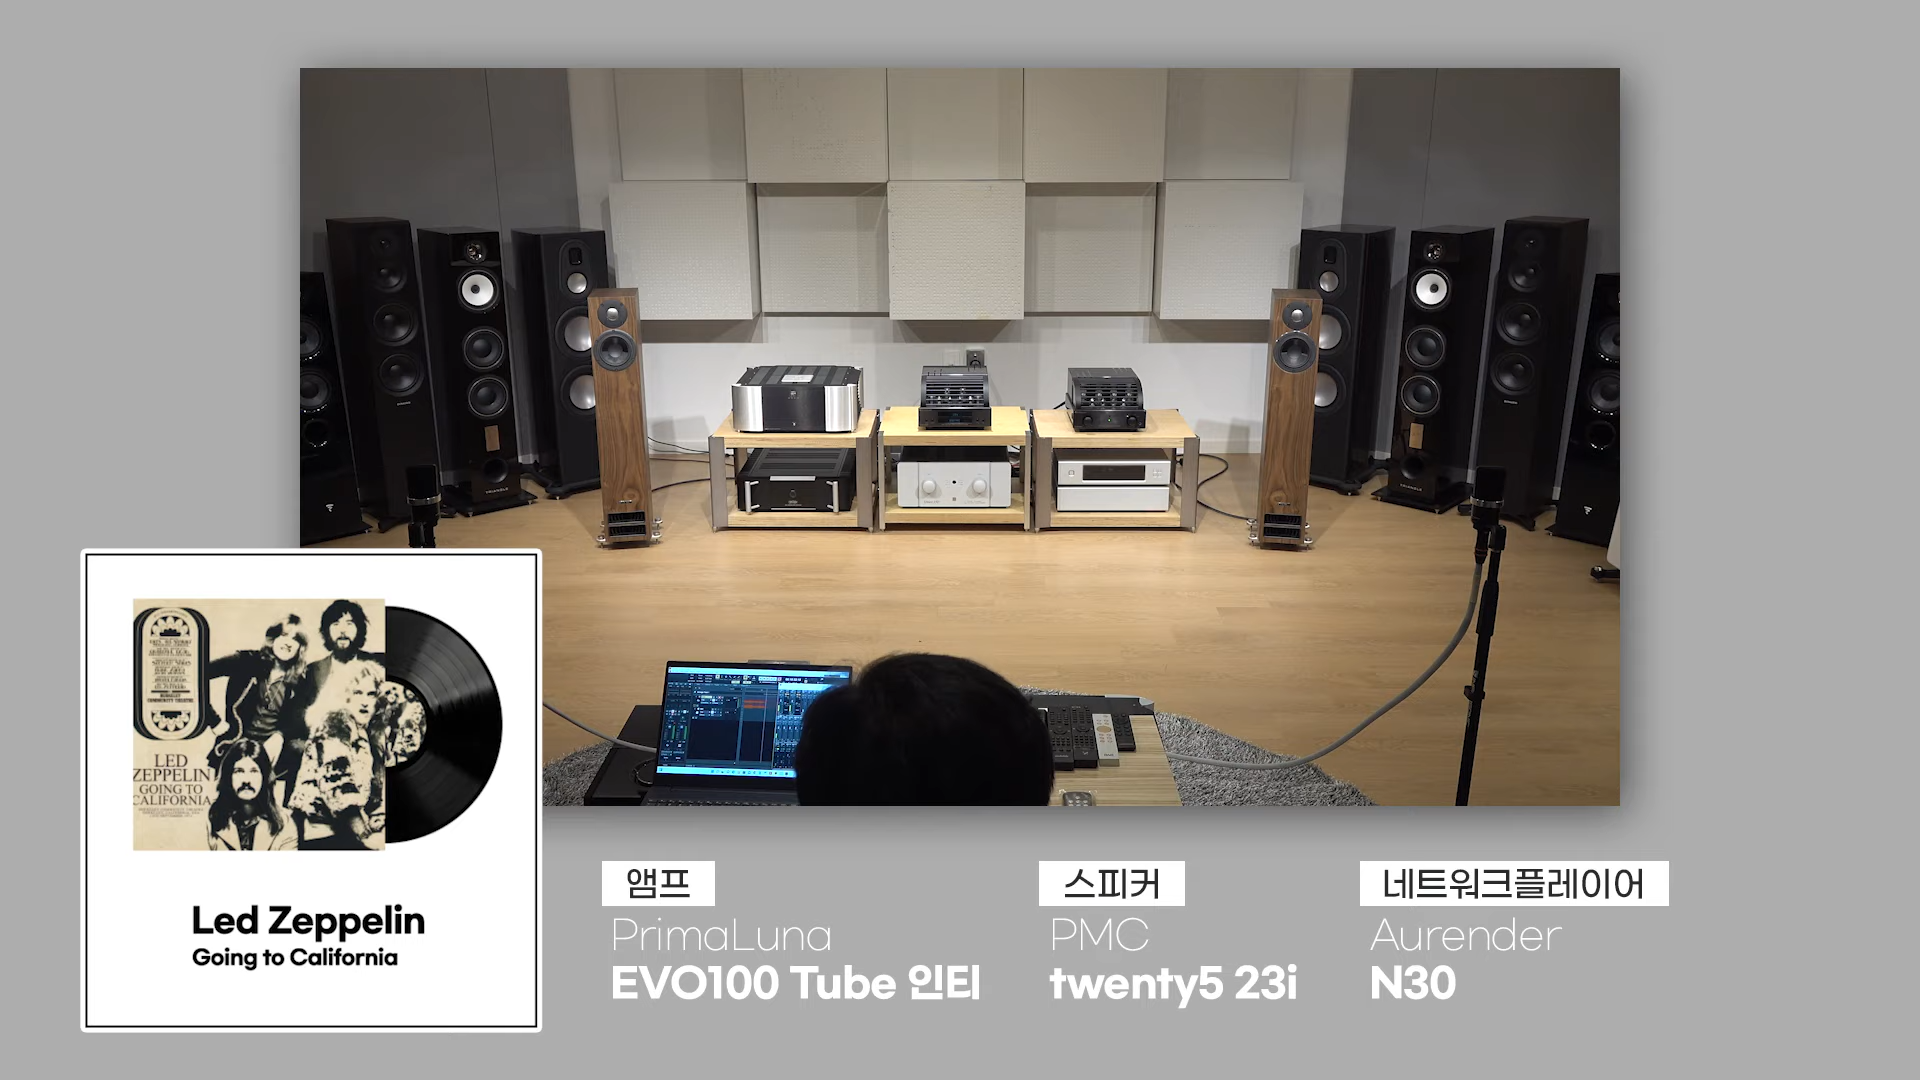 LED
ZEPPELIN
GOING TO
CALIFORNIA
Led Zeppelin
Going to California
앰프
PrimaLuna
EVO100 Tube 인티
스피커
PMC
twenty5 23i
네트워크플레이어
Aurender
N30